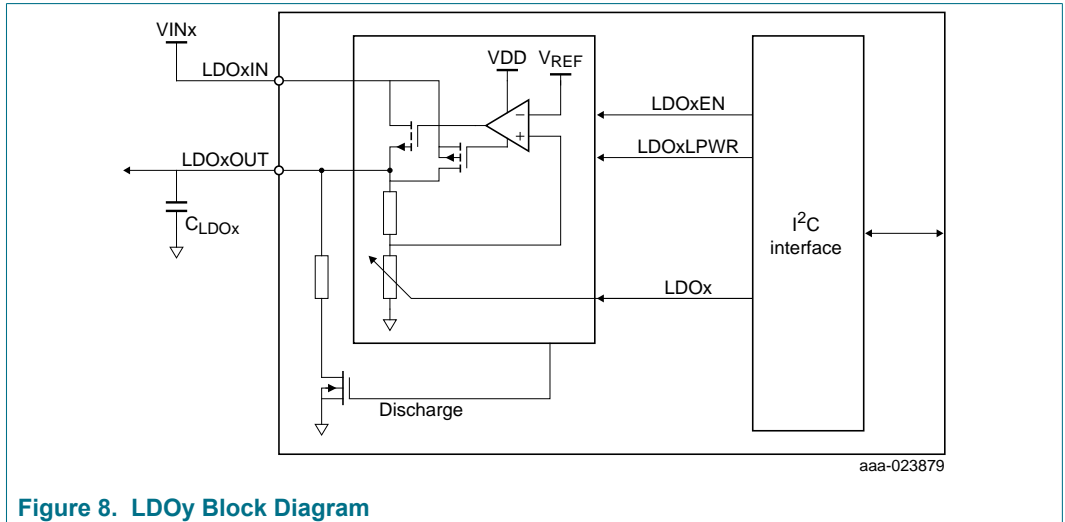 VINx
LDOxIN
VDD
VREF
−
+
LDOxEN
LDOxLPWR
LDOxOUT
CLDOx
I2C
interface
LDOx
Discharge
aaa-023879
Figure 8. LDOy Block Diagram